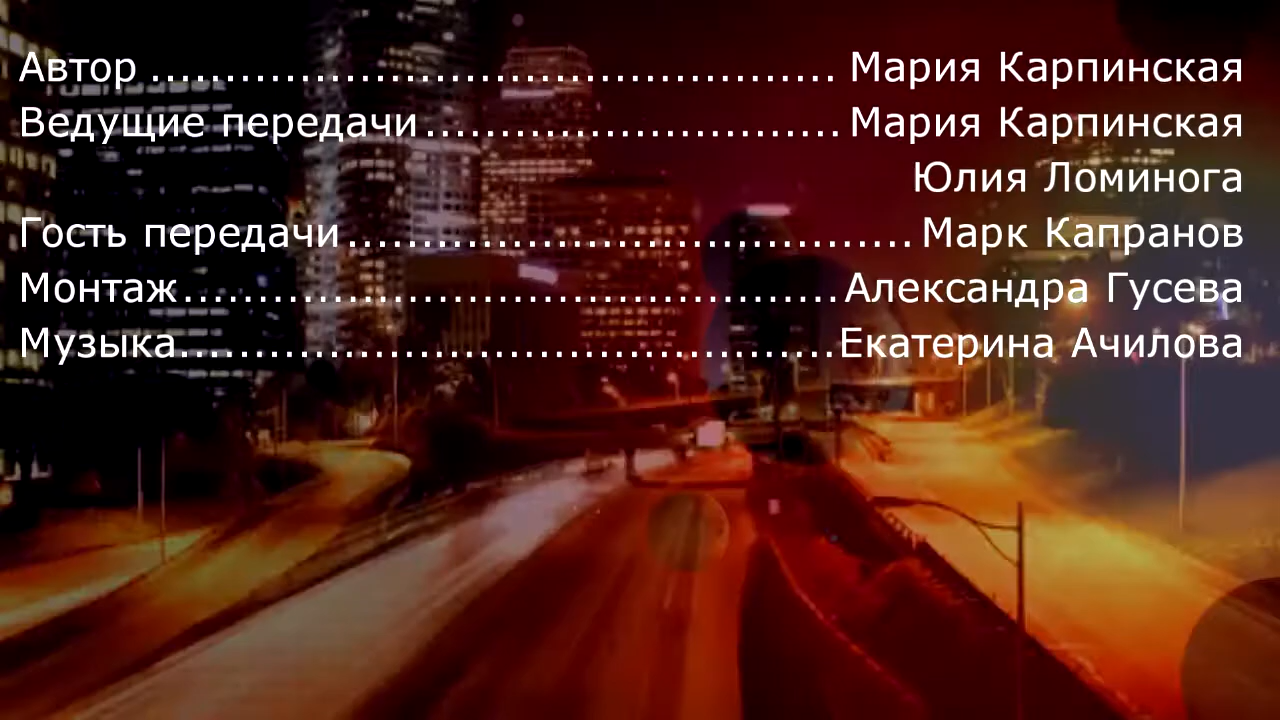 Автор ............................................. Мария Карпинская
Ведущие передачи ........................... Мария Карпинская
Юлия Ломинога
Гость передачи ..................................... Марк Капранов
Монтаж ........................................... Александра Гусева
Музыка ........................................... Екатерина Ачилова